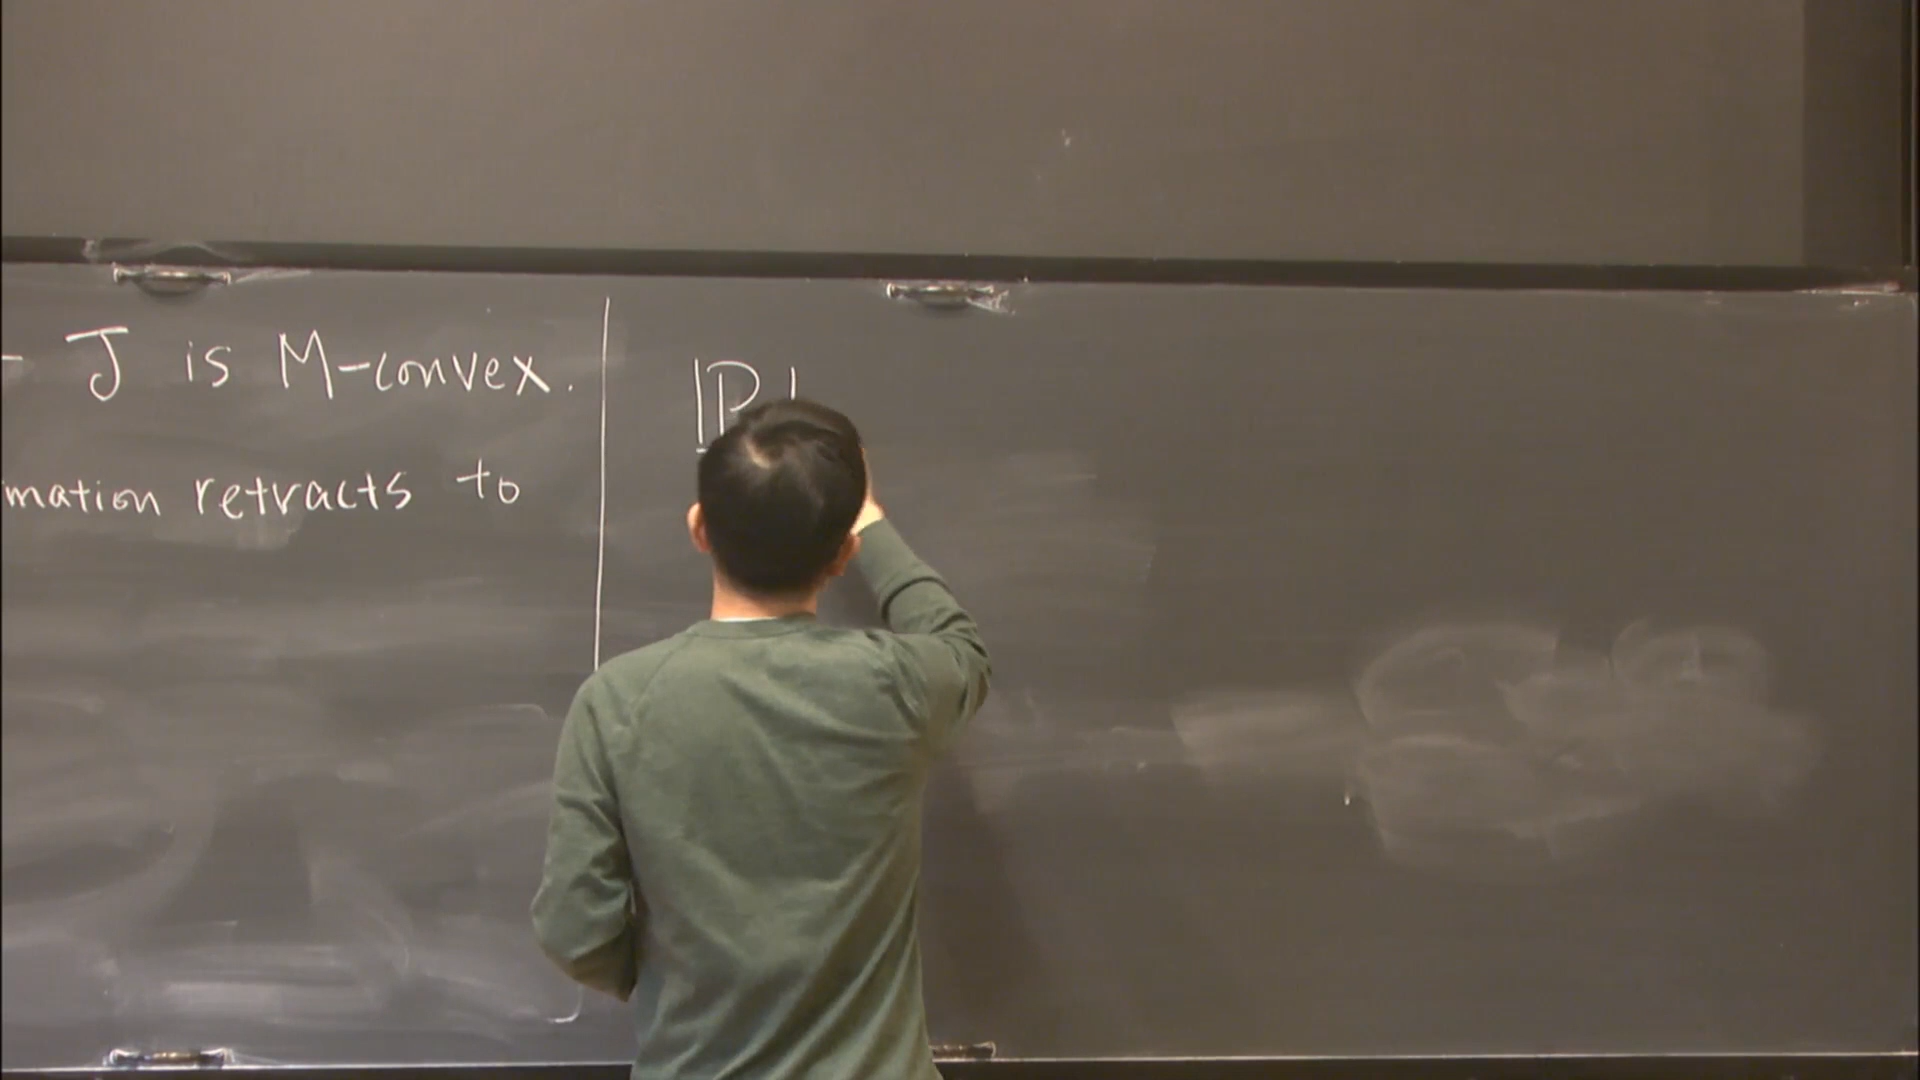 - J is M-convex.
mation retracts to